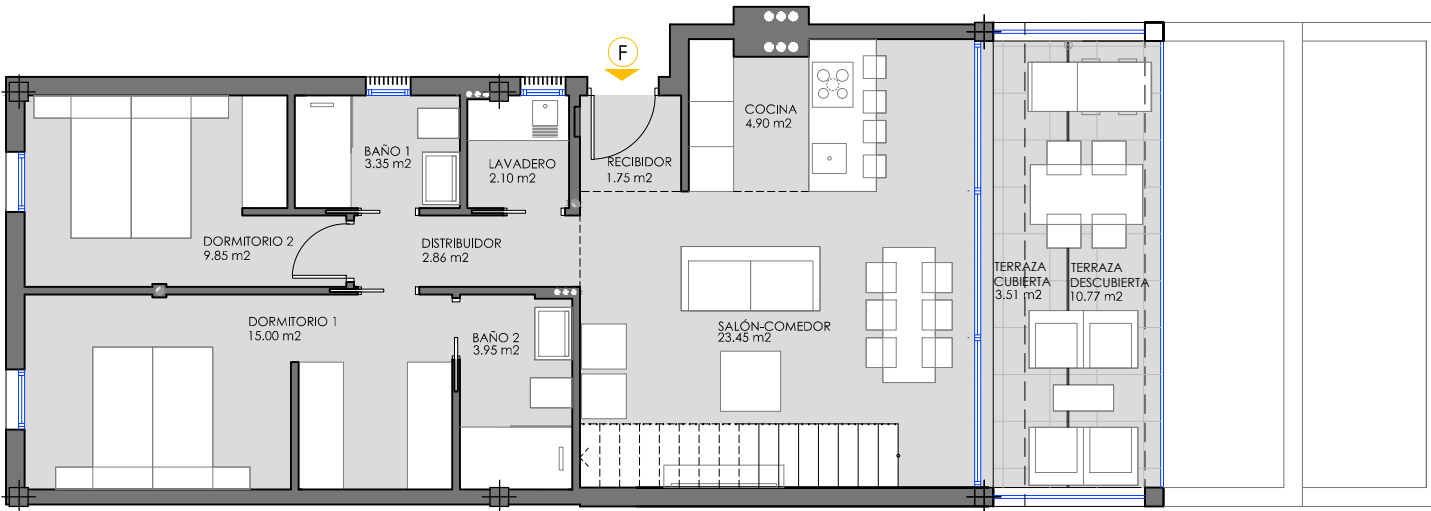 F
COCINA
4.90 m2
BAÑO 1
3.35 m2
LAVADERO
2.10 m2
RECIBIDOR
1.75 m2
DORMITORIO 2
9.85 m2
DISTRIBUIDOR
2.86 m2
TERRAZA
CUBIERTA
3.51 m2
TERRAZA
DESCUBIERTA
10.77 m2
DORMITORIO 1
15.00 m2
BAÑO 2
3.95 m2
SALÓN-COMEDOR
23.45 m2